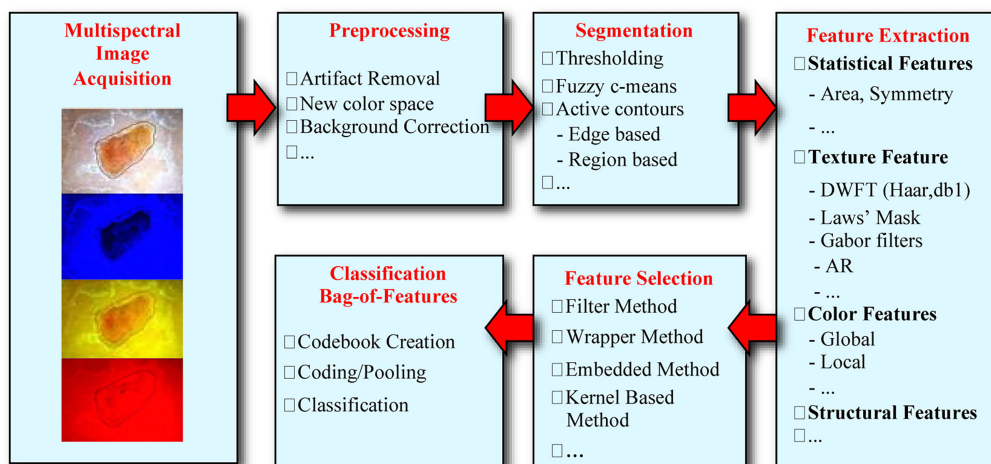 Multispectral
Image
Acquisition
Preprocessing
□Artifact Removal
□New color space
□Background Correction
□...
Segmentation
□Thresholding
□Fuzzy c-means
□Active contours
- Edge based
- Region based
□...
Feature Extraction
□Statistical Features
- Area, Symmetry
- ...
□Texture Feature
- DWFT (Haar,db1)
- Laws’ Mask
- Gabor filters
- AR
- ...
□Color Features
- Global
- Local
- ...
□Structural Features
□...
Feature Selection
□Filter Method
□Wrapper Method
□Embedded Method
□Kernel Based
Method
□...
Classification
Bag-of-Features
□Codebook Creation
□Coding/Pooling
□Classification